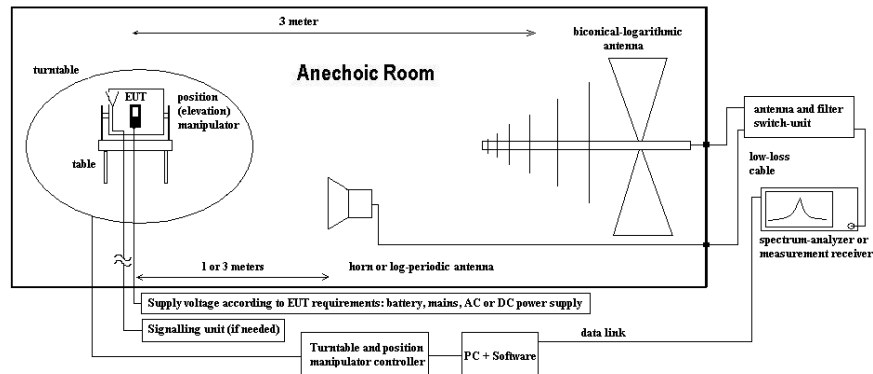 3 meter
biconical-logarithmic
antenna
turntable
Anechoic Room
EUT
position
(elevation)
manipulator
antenna and filter
switch-unit
table
low-loss
cable
spectrum-analyzer or
measurement receiver
1 or 3 meters
horn or log-periodic antenna
Supply voltage according to EUT requirements: battery, mains, AC or DC power supply
Signalling unit (if needed)
data link
Turntable and position
manipulator controller
PC + Software